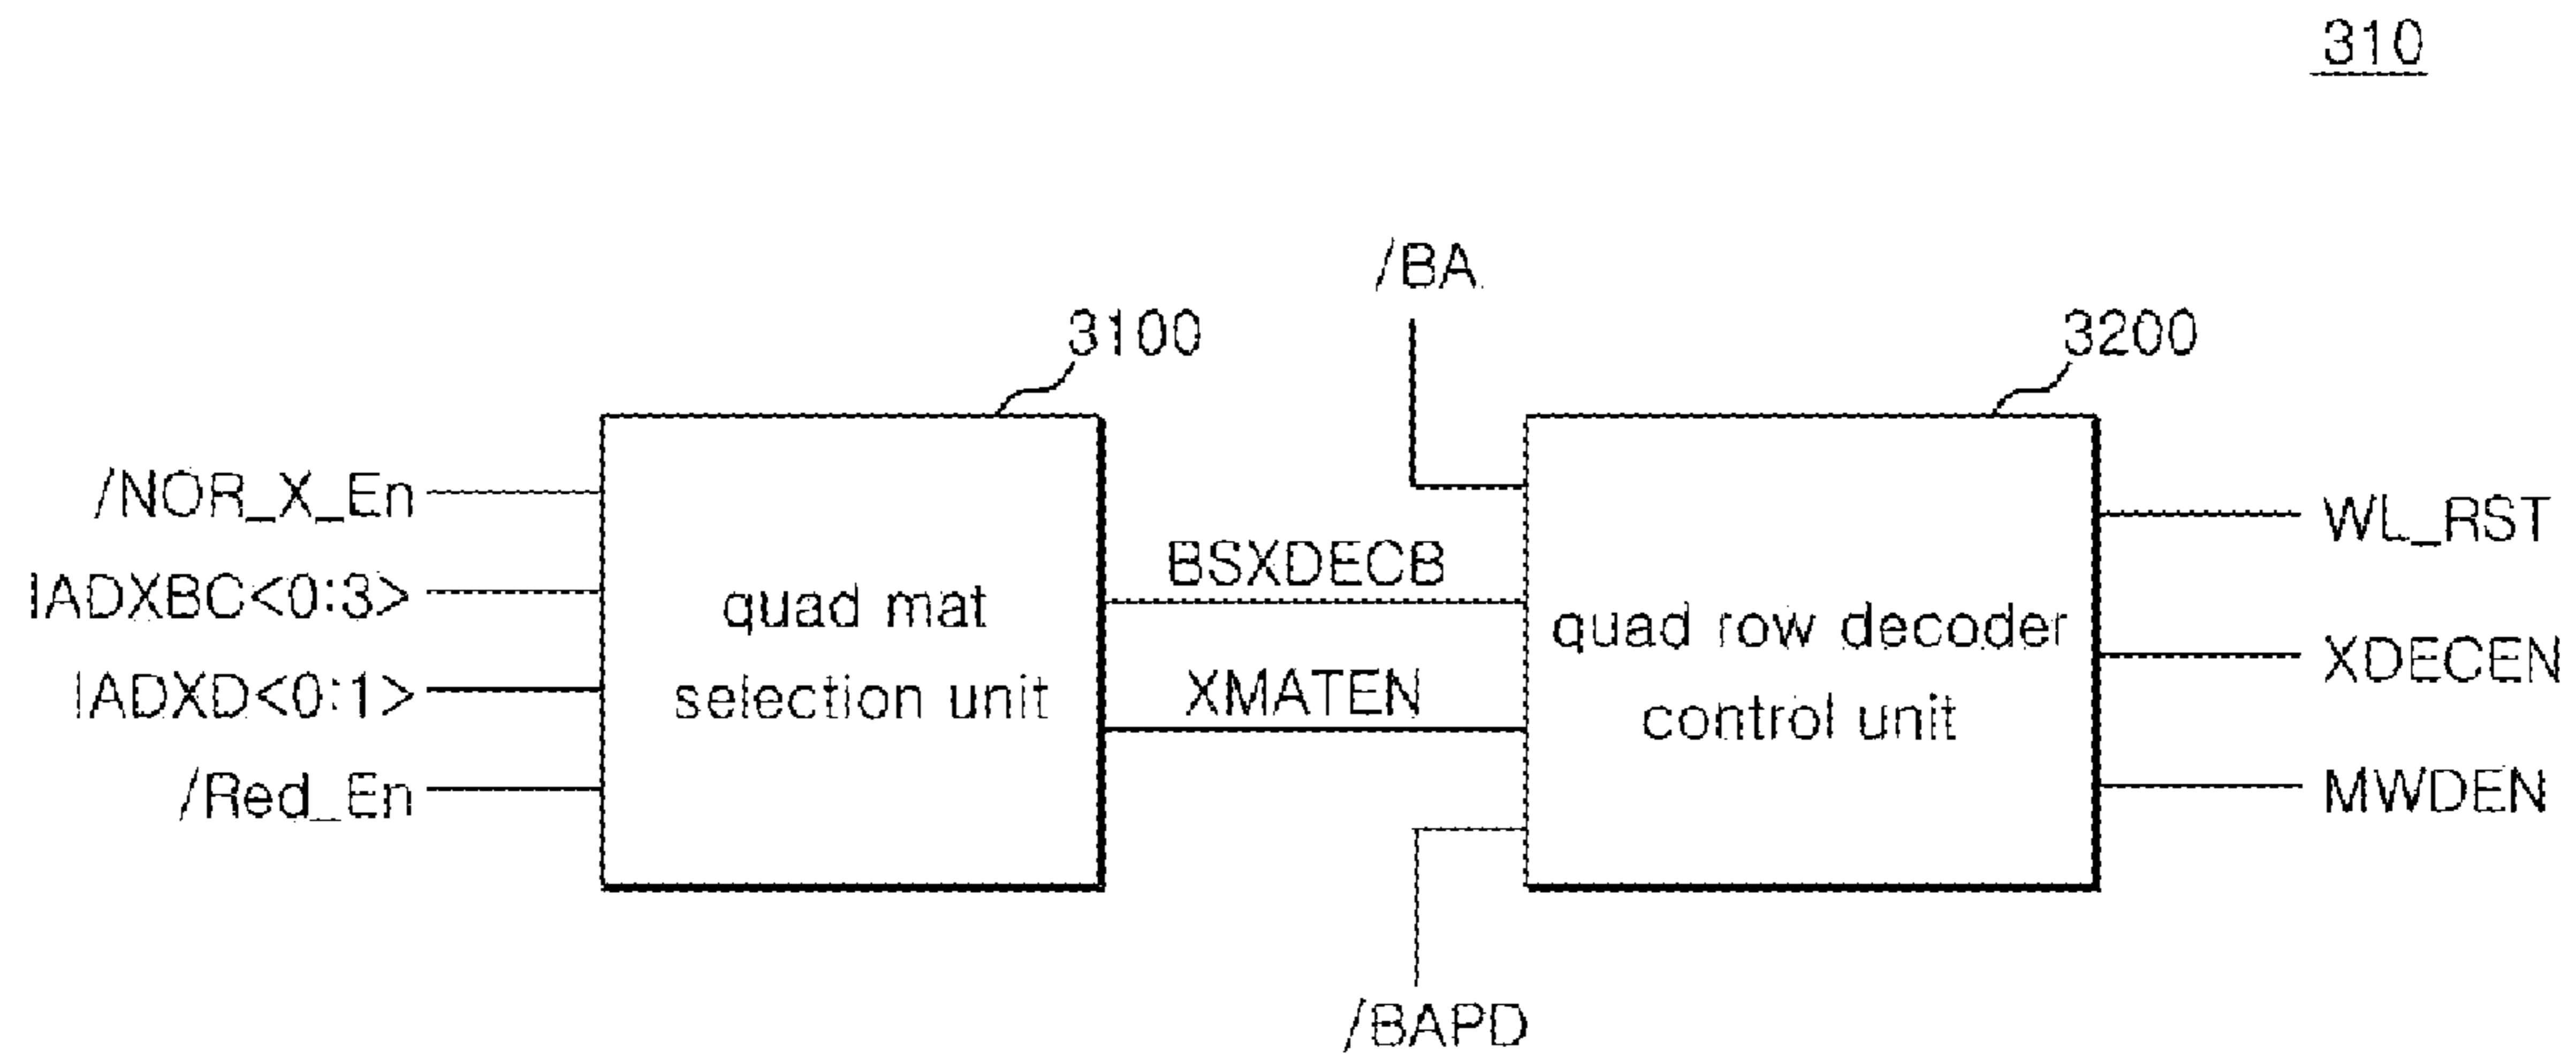 310
/BA
3100
3200
/NOR_X_En
IADXBC<0:3>
IADXD<0:1>
/Red_En
quad mat
selection unit
BSXDECB
XMATEN
quad row decoder
control unit
WL_RST
XDECEN
MWDEN
/BAPD